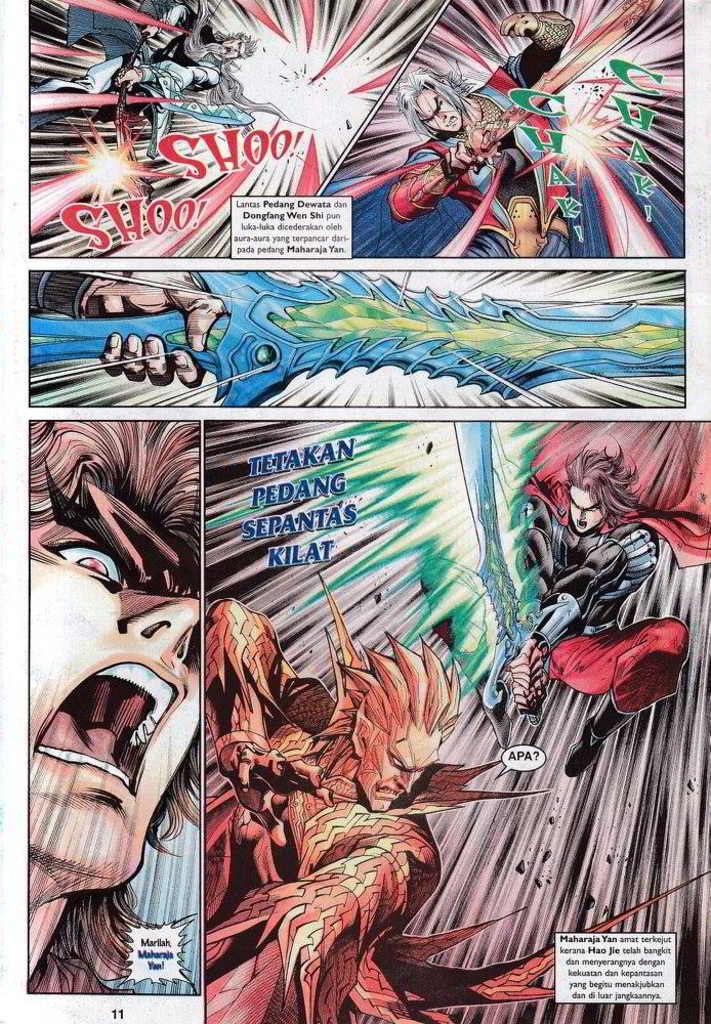 SHOO!
SHOO!
CHAK!
CHAK!
Lantas Pedang Dewata dan
Dongfang Wen Shi pun
luka-luka dicederakan oleh
aura-aura yang terpancar dari-
pada pedang Maharaja Yan.
TETAKAN
PEDANG
SEPANTAS
KILAT
APA?
Marilah,
Maharaja
Yan!
Maharaja Yan amat terkejut
kerana Hao Jie telah bangkit
dan menyerangnya dengan
kekuatan dan kepantasan
yang begitu menakjubkan
dan di luar jangkaannya.
11